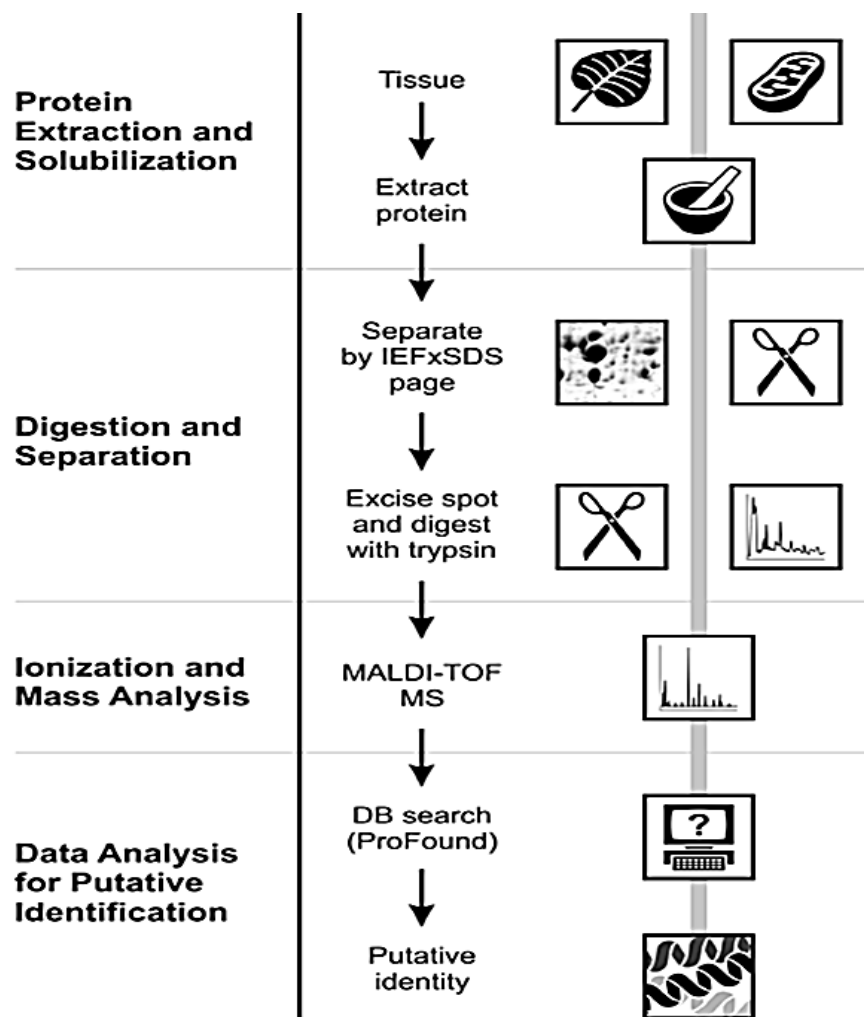 Protein
Extraction and
Solubilization
Tissue
Extract
protein
Digestion and
Separation
Separate
by IEFxSDS
page
Excise spot
and digest
with trypsin
Ionization and
Mass Analysis
MALDI-TOF
MS
Data Analysis
for Putative
Identification
DB search
(ProFound)
?
Putative
identity